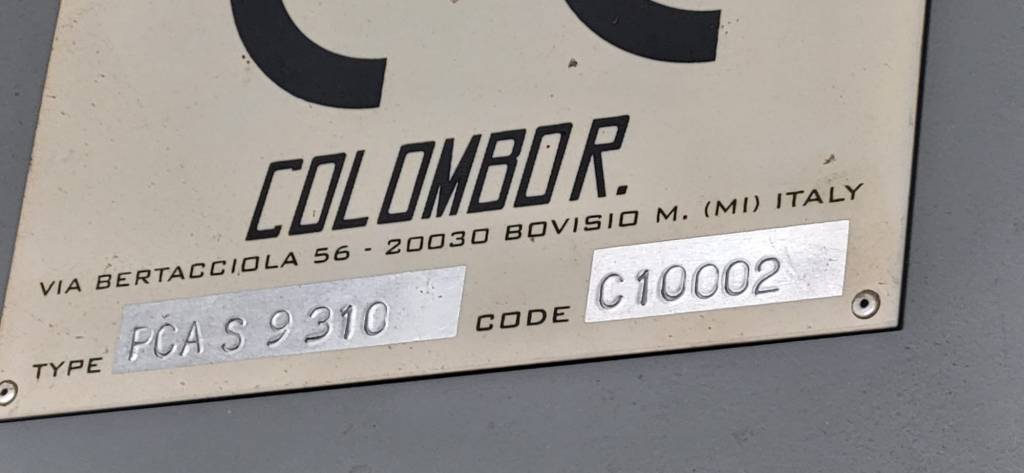 COLOMBO R.
VIA BERTACCIOLA 56 - 20030 BOVISIO M. (MI) ITALY
TYPE PCA S 9310 CODE C10002